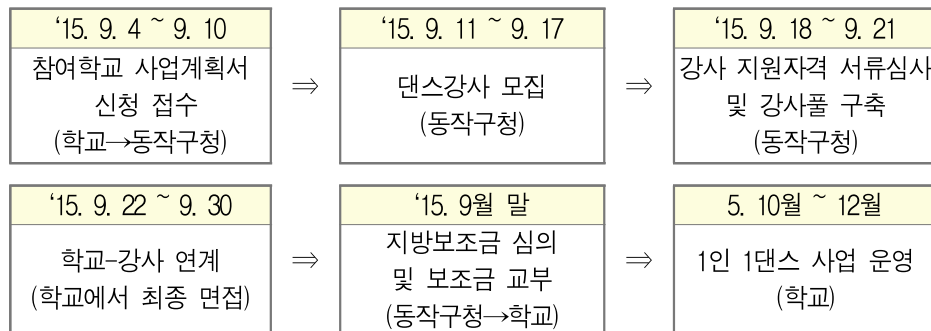 ‘15. 9. 4 ~ 9. 10
참여학교 사업계획서
신청 접수
(학교→동작구청)
⇒
‘15. 9. 11 ~ 9. 17
댄스강사 모집
(동작구청)
⇒
‘15. 9. 18 ~ 9. 21
강사 지원자격 서류심사
및 강사풀 구축
(동작구청)
‘15. 9. 22 ~ 9. 30
학교-강사 연계
(학교에서 최종 면접)
⇒
‘15. 9월 말
지방보조금 심의
및 보조금 교부
(동작구청→학교)
⇒
5. 10월 ~ 12월
1인 1댄스 사업 운영
(학교)